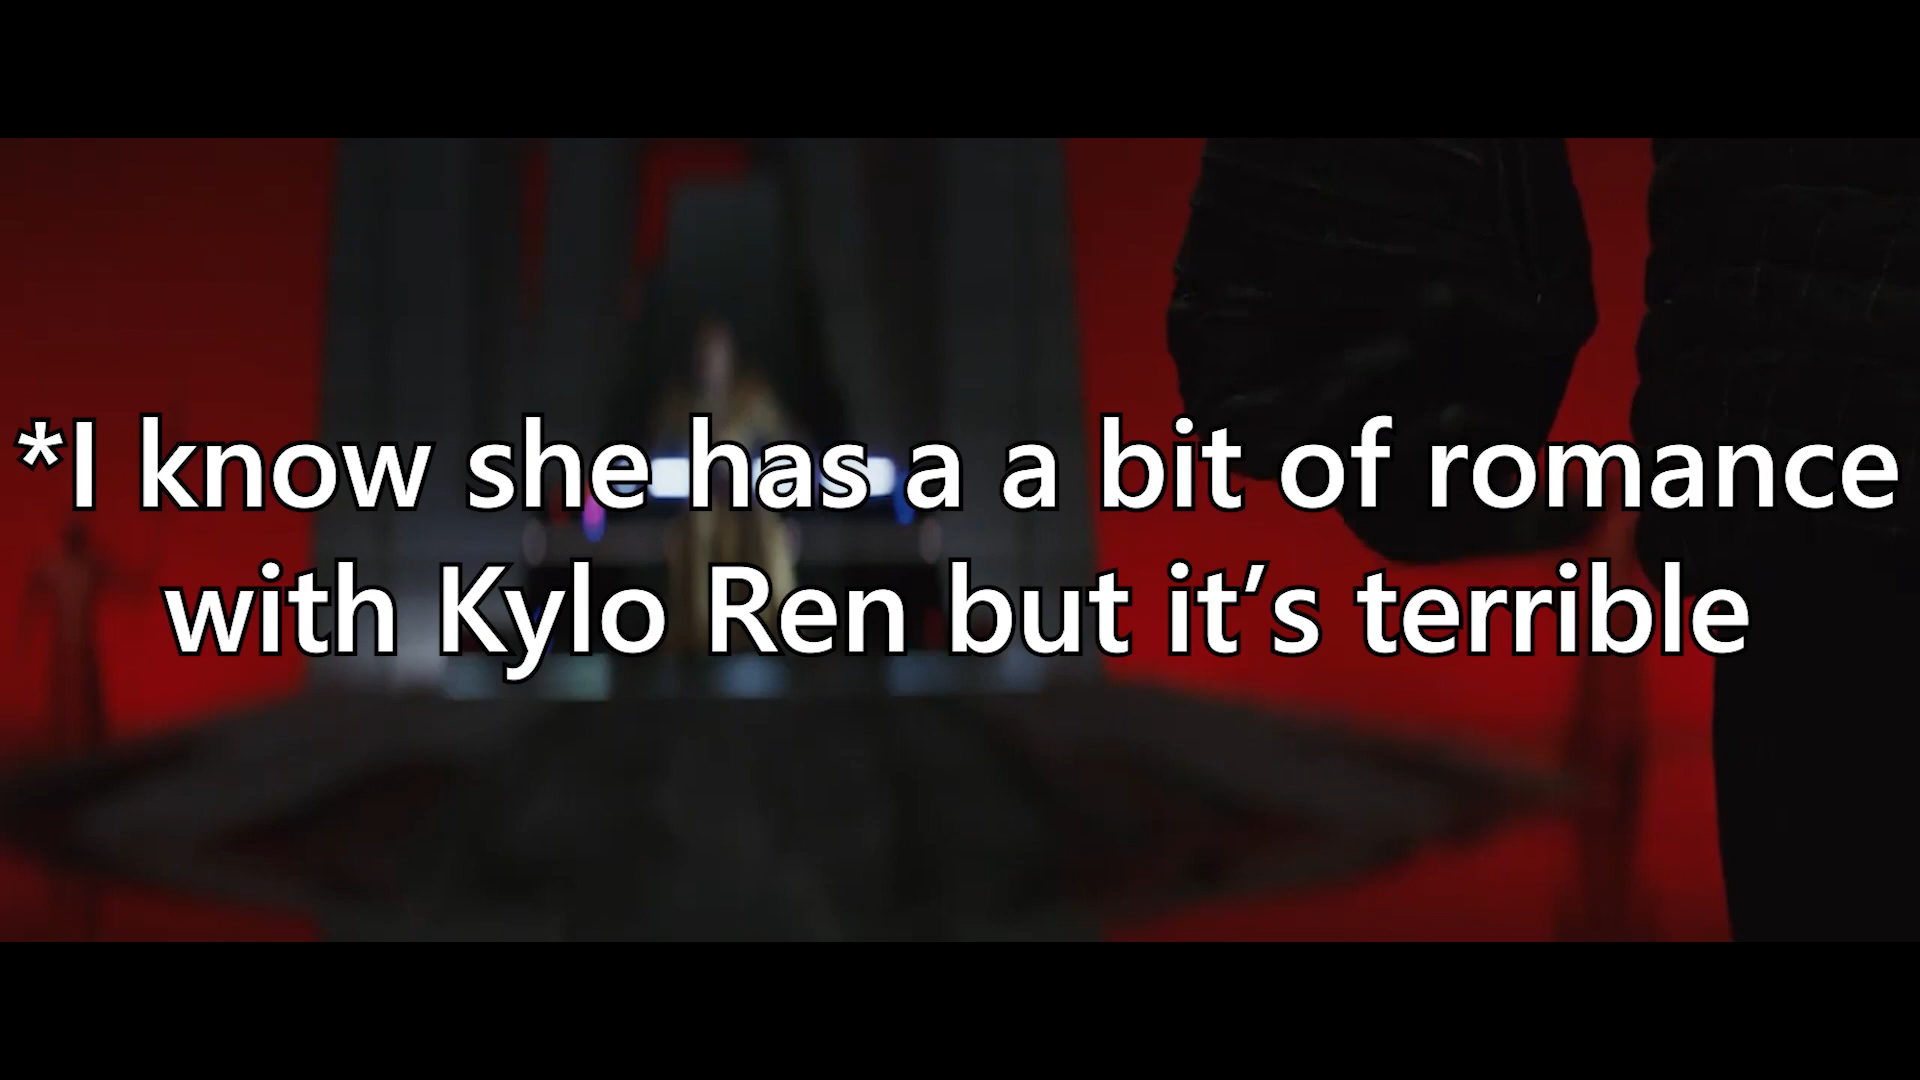 *I know she has a a bit of romance
with Kylo Ren but it’s terrible